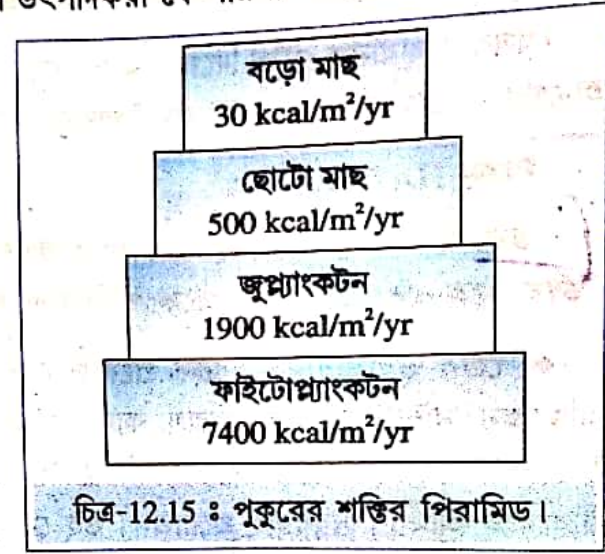 বড়ো মাছ
30 kcal/m²/yr
ছোটো মাছ
500 kcal/m²/yr
জুপ্ল্যাংকটন
1900 kcal/m²/yr
ফাইটোপ্ল্যাংকটন
7400 kcal/m²/yr
চিত্র-12.15 ঃ পুকুরের শক্তির পিরামিড।